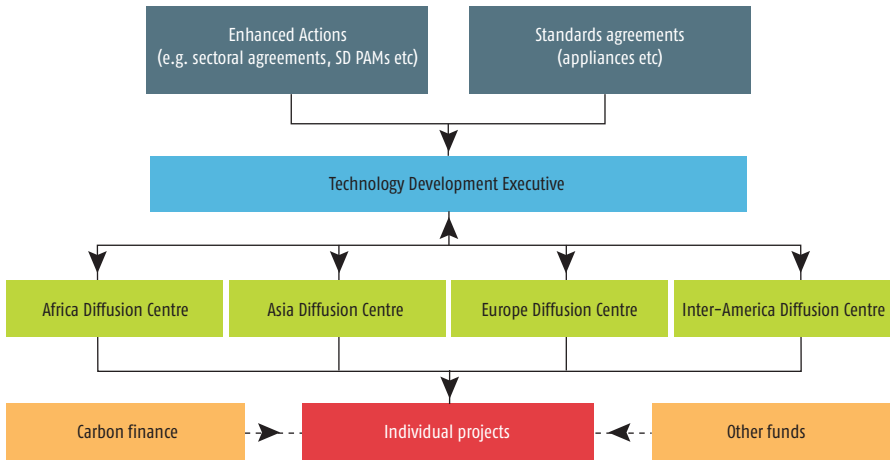 Enhanced Actions
(e.g. sectoral agreements, SD PAMs etc)
Standards agreements
(appliances etc)
Technology Development Executive
Africa Diffusion Centre
Asia Diffusion Centre
Europe Diffusion Centre
Inter-America Diffusion Centre
Carbon finance
Individual projects
Other funds